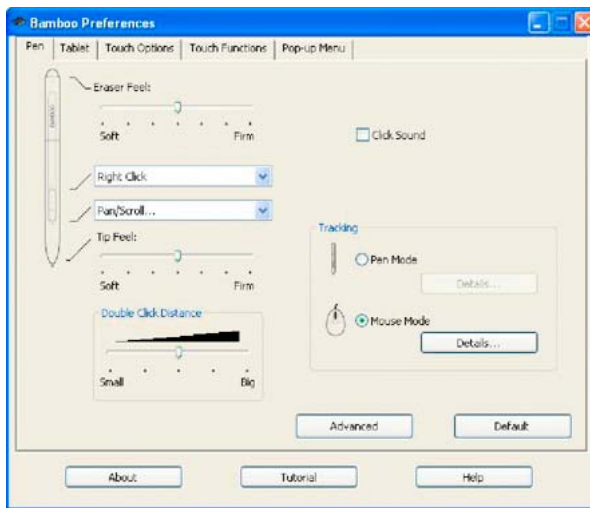 Bamboo Preferences
Pen Tablet Touch Options Touch Functions Pop-up Menu
Eraser Feel:
Soft Firm
Click Sound
Right Click
Pan/Scroll...
Tip Feel:
Soft Firm
Tracking
Pen Mode
Details...
Mouse Mode
Details...
Double Click Distance
Small Big
Advanced Default
About Tutorial Help